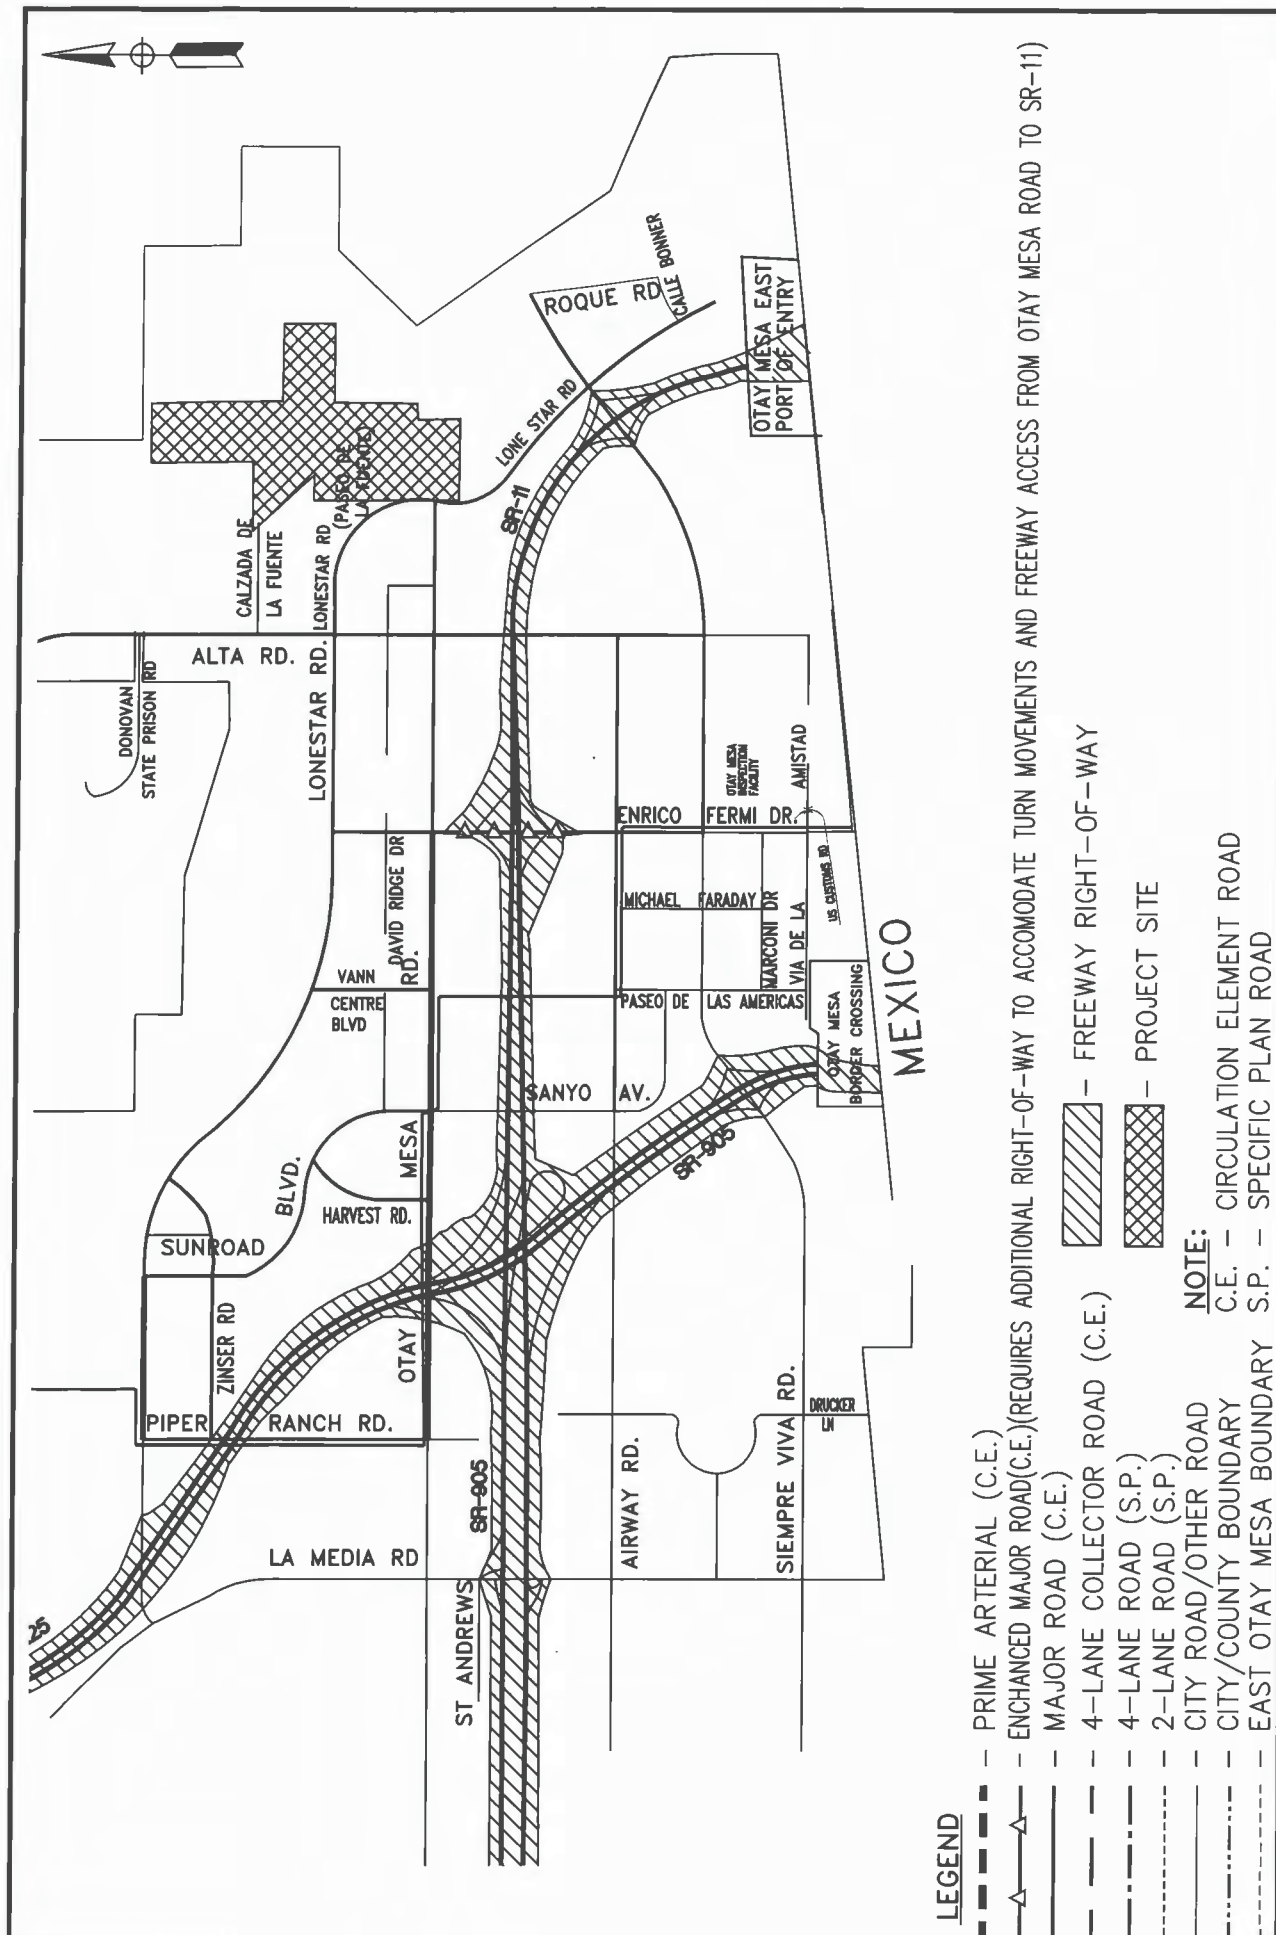 DONOVAN
STATE PRISON RD
ALTA RD.
CALZADA DE
LA FUENTE
LONESTAR RD
(PASEO DE
LA FUENTE)
LONESTAR RD.
LONE STAR RD
ROQUE RD
CALLE BONNER
SR-11
OTAY MESA EAST
PORT OF ENTRY
DAVID RIDGE DR
VANN
CENTRE
BLVD
RD.
ENRICO FERMI DR.
OTAY MESA
INSPECTION
FACILITY
AMISTAD
MICHAEL FARADAY
MARCONI DR
VIA DE LA
US CUSTOMS RD
PASEO DE LAS AMERICAS
OTAY MESA
BORDER CROSSING
MEXICO
SANYO AV.
MESA
BLVD.
HARVEST RD.
SUNROAD
ZINSER RD
OTAY
PIPER RANCH RD.
SR-905
SR-905
LA MEDIA RD
ST ANDREWS
AIRWAY RD.
SIEMPRE VIVA RD.
DRUCKER
LN
25
LEGEND
- PRIME ARTERIAL (C.E.)
- ENCHANCED MAJOR ROAD(C.E.)(REQUIRES ADDITIONAL RIGHT-OF-WAY TO ACCOMODATE TURN MOVEMENTS AND FREEWAY ACCESS FROM OTAY MESA ROAD TO SR-11)
- MAJOR ROAD (C.E.)
- 4-LANE COLLECTOR ROAD (C.E.)
- 4-LANE ROAD (S.P.)
- 2-LANE ROAD (S.P.)
- CITY ROAD/OTHER ROAD
- CITY/COUNTY BOUNDARY
- EAST OTAY MESA BOUNDARY
- FREEWAY RIGHT-OF-WAY
- PROJECT SITE
NOTE:
C.E. - CIRCULATION ELEMENT ROAD
S.P. - SPECIFIC PLAN ROAD